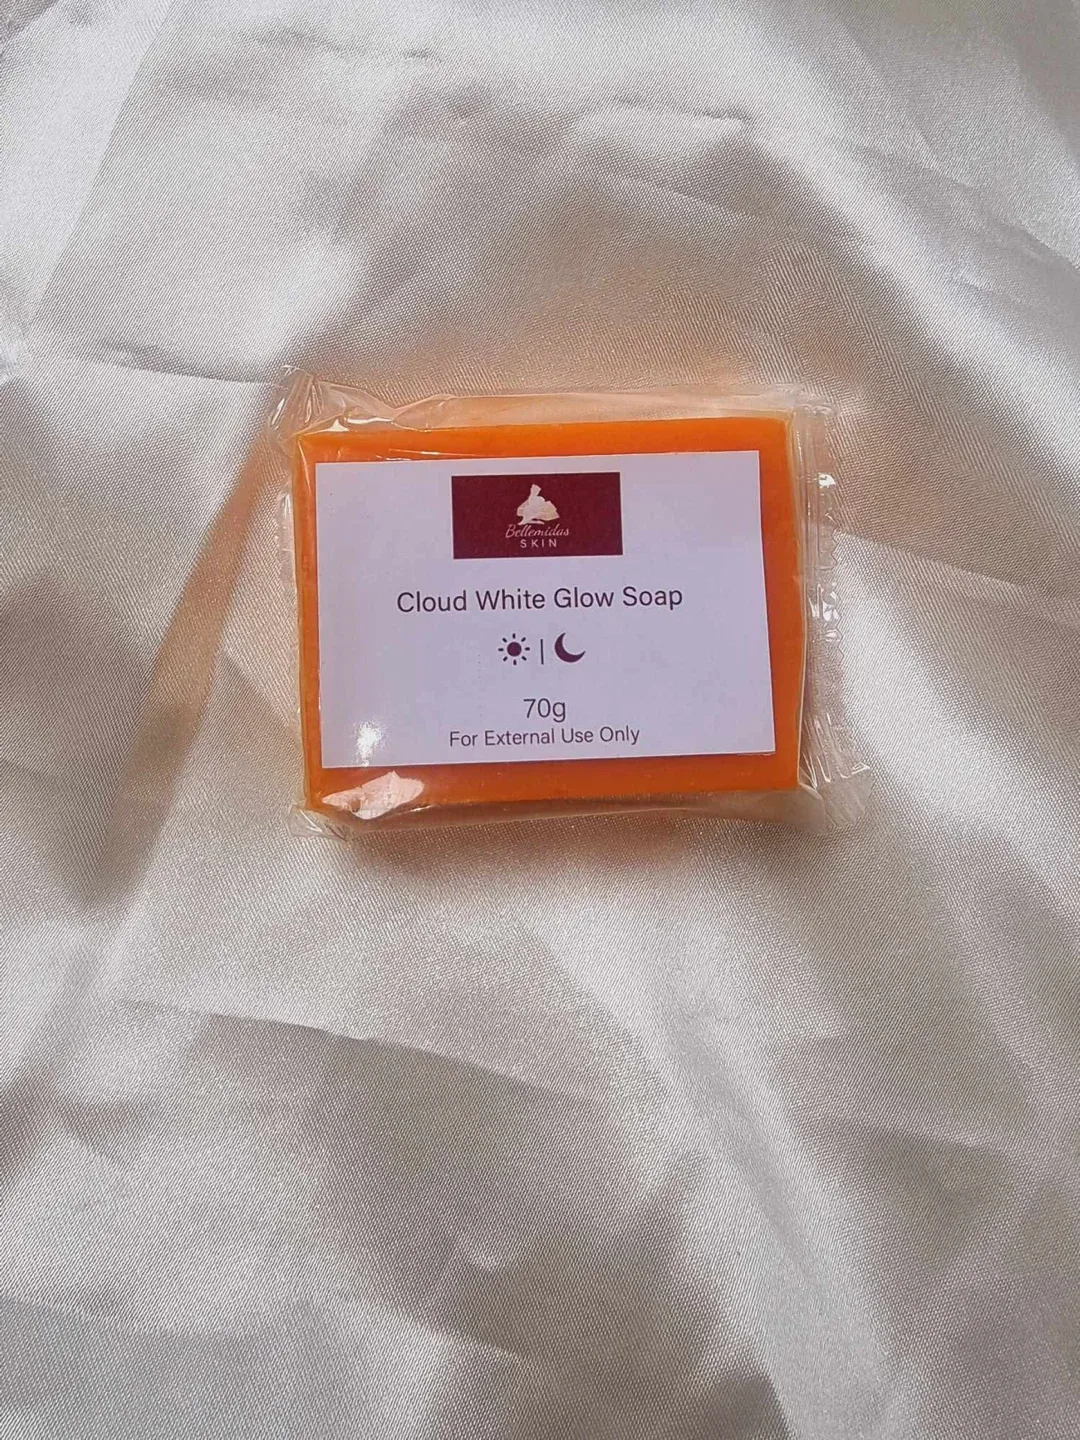 Bellemidas
SKIN
Cloud White Glow Soap
|
70g
For External Use Only